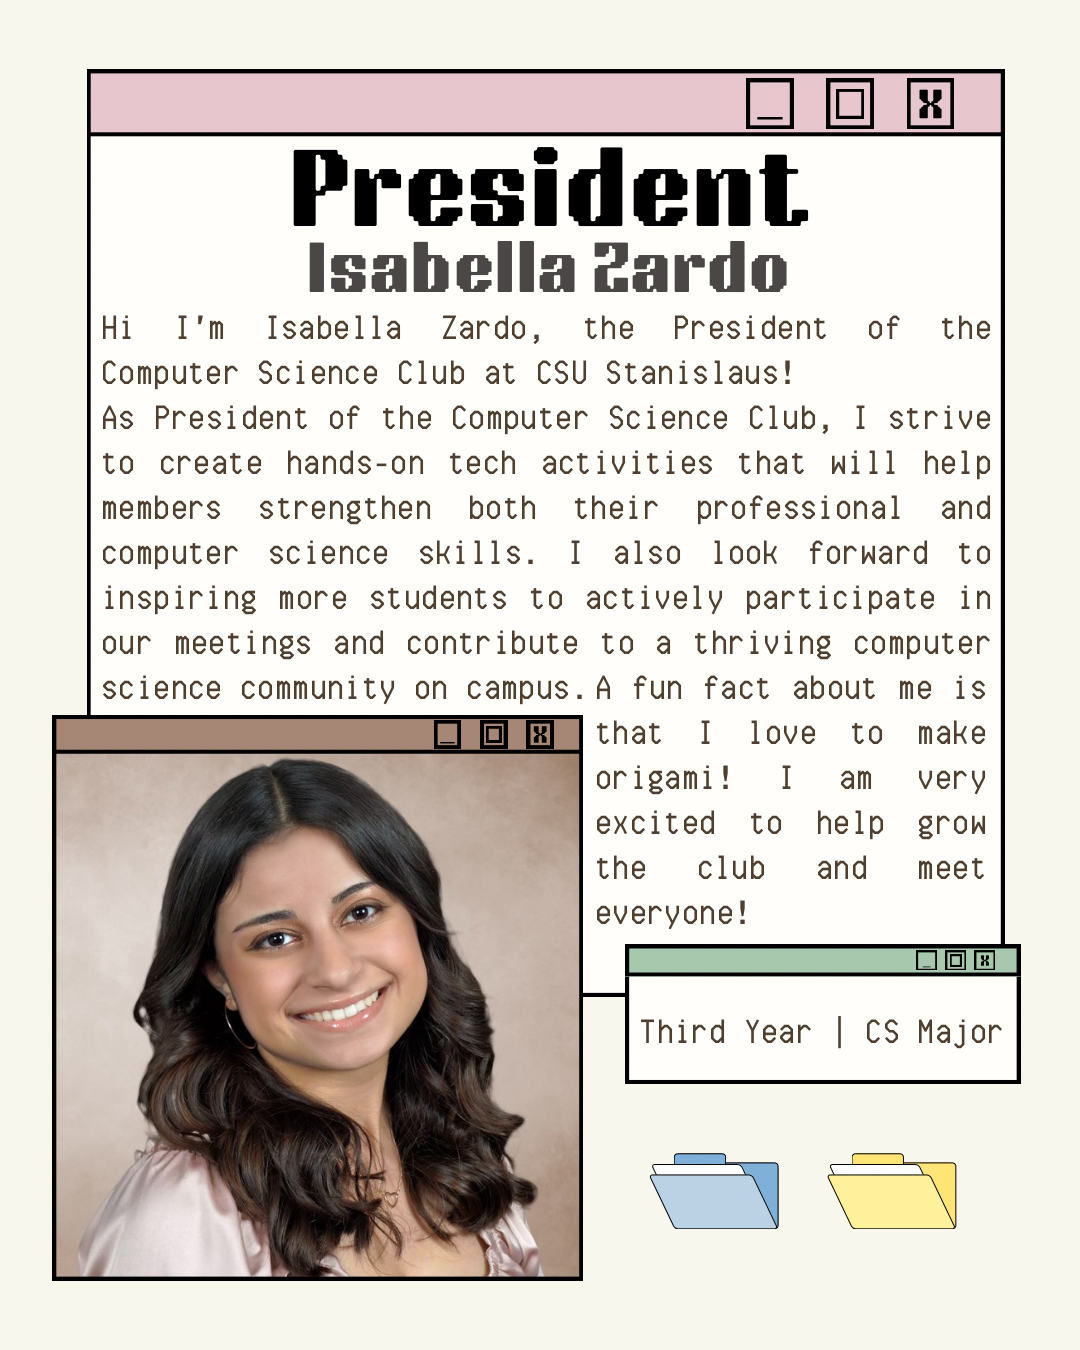 President
Isabella Zardo
Hi I'm Isabella Zardo, the President of the
Computer Science Club at CSU Stanislaus!
As President of the Computer Science Club, I strive
to create hands-on tech activities that will help
members strengthen both their professional and
computer science skills. I also look forward to
inspiring more students to actively participate in
our meetings and contribute to a thriving computer
science community on campus. A fun fact about me is
that I love to make
origami! I am very
excited to help grow
the club and meet
everyone!
Third Year | CS Major